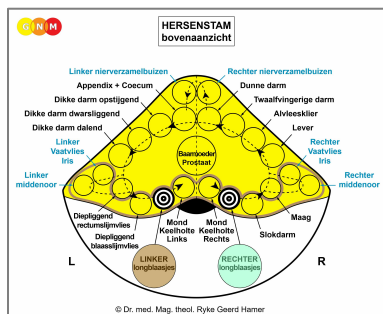 G N M
HERSENSTAM
bovenaanzicht
Linker nierverzamelbuizen
Rechter nierverzamelbuizen
Appendix + Coecum
Dunne darm
Dikke darm opstijgend
Twaalfvingerige darm
Dikke darm dwarsliggend
Alvleesklier
Dikke darm dalend
Lever
Linker
Vaatvlies
Iris
Rechter
Vaatvlies
Iris
Baarmoeder
Prostaat
Linker
middenoor
Rechter
middenoor
Diepliggend
rectumslijmvlies
Maag
Diepliggend
blaasslijmvlies
Mond
Keelholte
Links
Mond
Keelholte
Rechts
Slokdarm
L
LINKER
longblaasjes
RECHTER
longblaasjes
R
© Dr. med. Mag. theol. Ryke Geerd Hamer